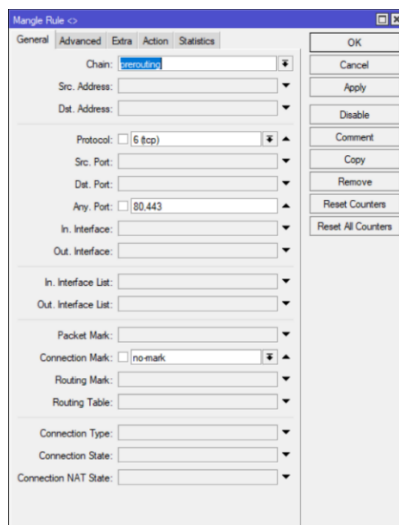 Mangle Rule <>
General Advanced Extra Action Statistics
Chain: prerouting
Src. Address:
Dst. Address:
Protocol: 6 (tcp)
Src. Port:
Dst. Port:
Any. Port: 80,443
In. Interface:
Out. Interface:
In. Interface List:
Out. Interface List:
Packet Mark:
Connection Mark: no-mark
Routing Mark:
Routing Table:
Connection Type:
Connection State:
Connection NAT State:
OK
Cancel
Apply
Disable
Comment
Copy
Remove
Reset Counters
Reset All Counters